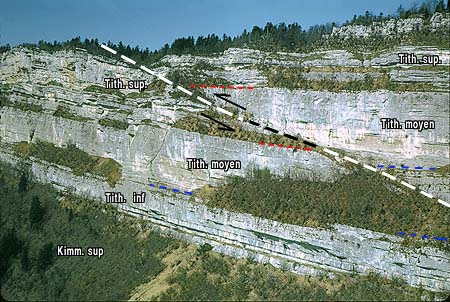 Tith. sup.
Tith. sup.
Tith. moyen
Tith. moyen
Tith. inf
Kimm. sup